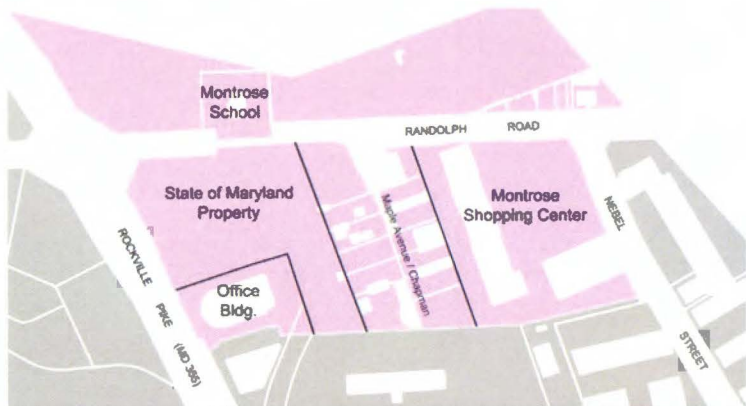 Montrose
School
RANDOLPH ROAD
State of Maryland
Property
Maple Avenue / Chapman
Montrose
Shopping Center
NEBEL
STREET
ROCKVILLE
PIKE
(MD 355)
Office
Bldg.